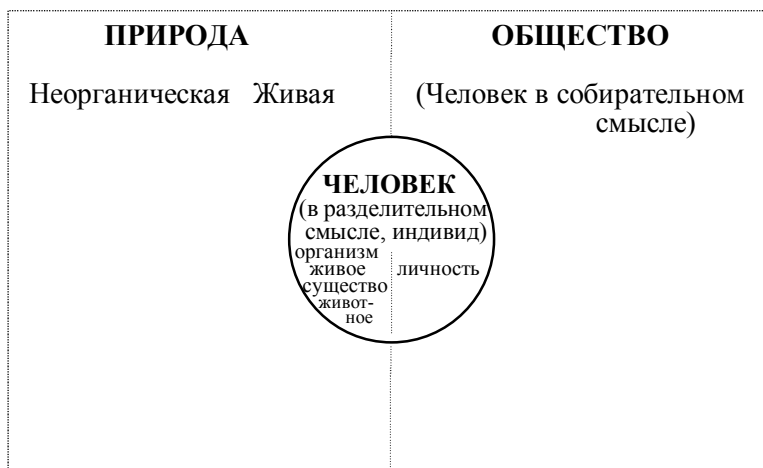 ПРИРОДА
Неорганическая Живая
ОБЩЕСТВО
(Человек в собирательном
смысле)
ЧЕЛОВЕК
(в разделительном
смысле, индивид)
организм
живое
существо
живот-
ное
личность